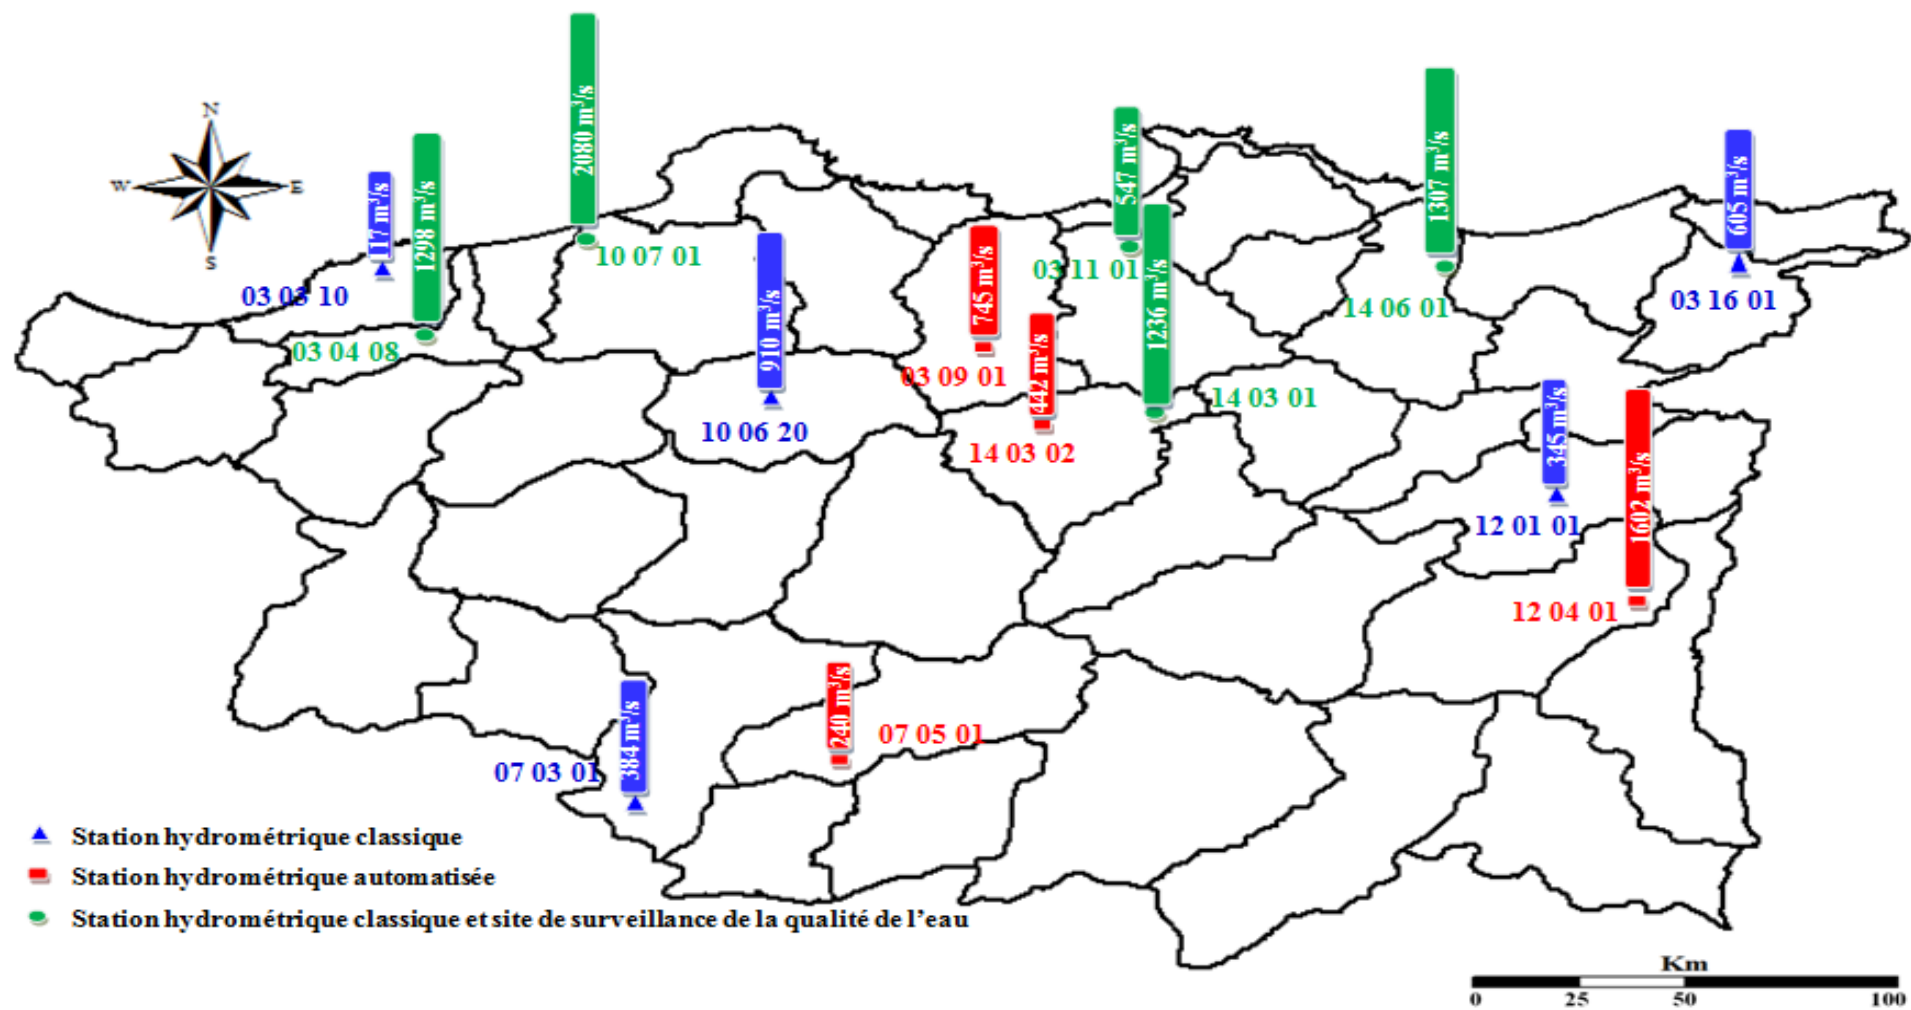 N
W
E
S
2080 m³/s
10 07 01
117 m³/s
03 03 10
1298 m³/s
03 04 08
910 m³/s
10 06 20
745 m³/s
03 09 01
442 m³/s
14 03 02
547 m³/s
03 11 01
1236 m³/s
14 03 01
1307 m³/s
14 06 01
605 m³/s
03 16 01
345 m³/s
12 01 01
1602 m³/s
12 04 01
240 m³/s
07 05 01
384 m³/s
07 03 01
Station hydrométrique classique
Station hydrométrique automatisée
Station hydrométrique classique et site de surveillance de la qualité de l’eau
Km
0 25 50 100